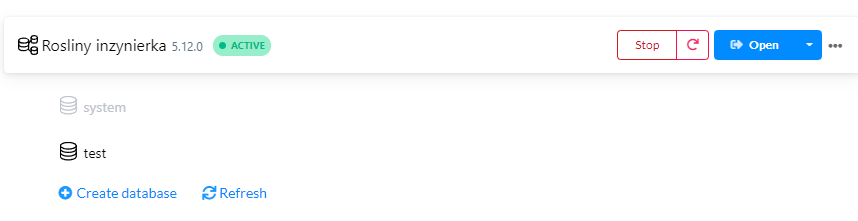 Rosliny inzynierka 5.12.0 ACTIVE Stop Open
system
test
Create database Refresh